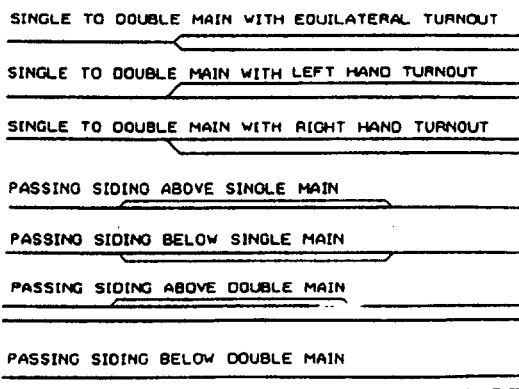 SINGLE TO DOUBLE MAIN WITH EQUILATERAL TURNOUT
SINGLE TO DOUBLE MAIN WITH LEFT HAND TURNOUT
SINGLE TO DOUBLE MAIN WITH RIGHT HAND TURNOUT
PASSING SIDING ABOVE SINGLE MAIN
PASSING SIDING BELOW SINGLE MAIN
PASSING SIDING ABOVE DOUBLE MAIN
PASSING SIDING BELOW DOUBLE MAIN